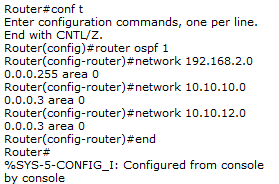 Router#conf t
Enter configuration commands, one per line.
End with CNTL/Z.
Router(config)#router ospf 1
Router(config-router)#network 192.168.2.0
0.0.0.255 area 0
Router(config-router)#network 10.10.10.0
0.0.0.3 area 0
Router(config-router)#network 10.10.12.0
0.0.0.3 area 0
Router(config-router)#end
Router#
%SYS-5-CONFIG_I: Configured from console
by console